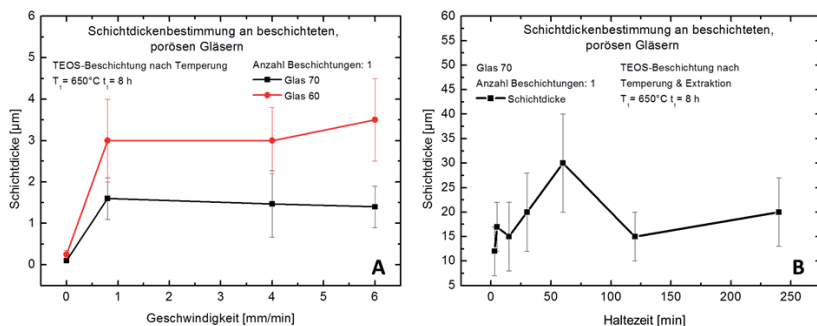 Schichtdickenbestimmung an beschichteten,
porösen Gläsern
TEOS-Beschichtung nach Temperung
T1= 650°C t1= 8 h
Anzahl Beschichtungen: 1
Glas 70
Glas 60
Schichtdicke [µm]
6
5
4
3
2
1
0
0
1
2
3
4
5
6
Geschwindigkeit [mm/min]
A
Schichtdickenbestimmung an beschichteten,
porösen Gläsern
Glas 70
Anzahl Beschichtungen: 1
Schichtdicke
TEOS-Beschichtung nach
Temperung & Extraktion
T1= 650°C t1= 8 h
Schichtdicke [µm]
60
55
50
45
40
35
30
25
20
15
10
5
0
50
100
150
200
250
Haltezeit [min]
B